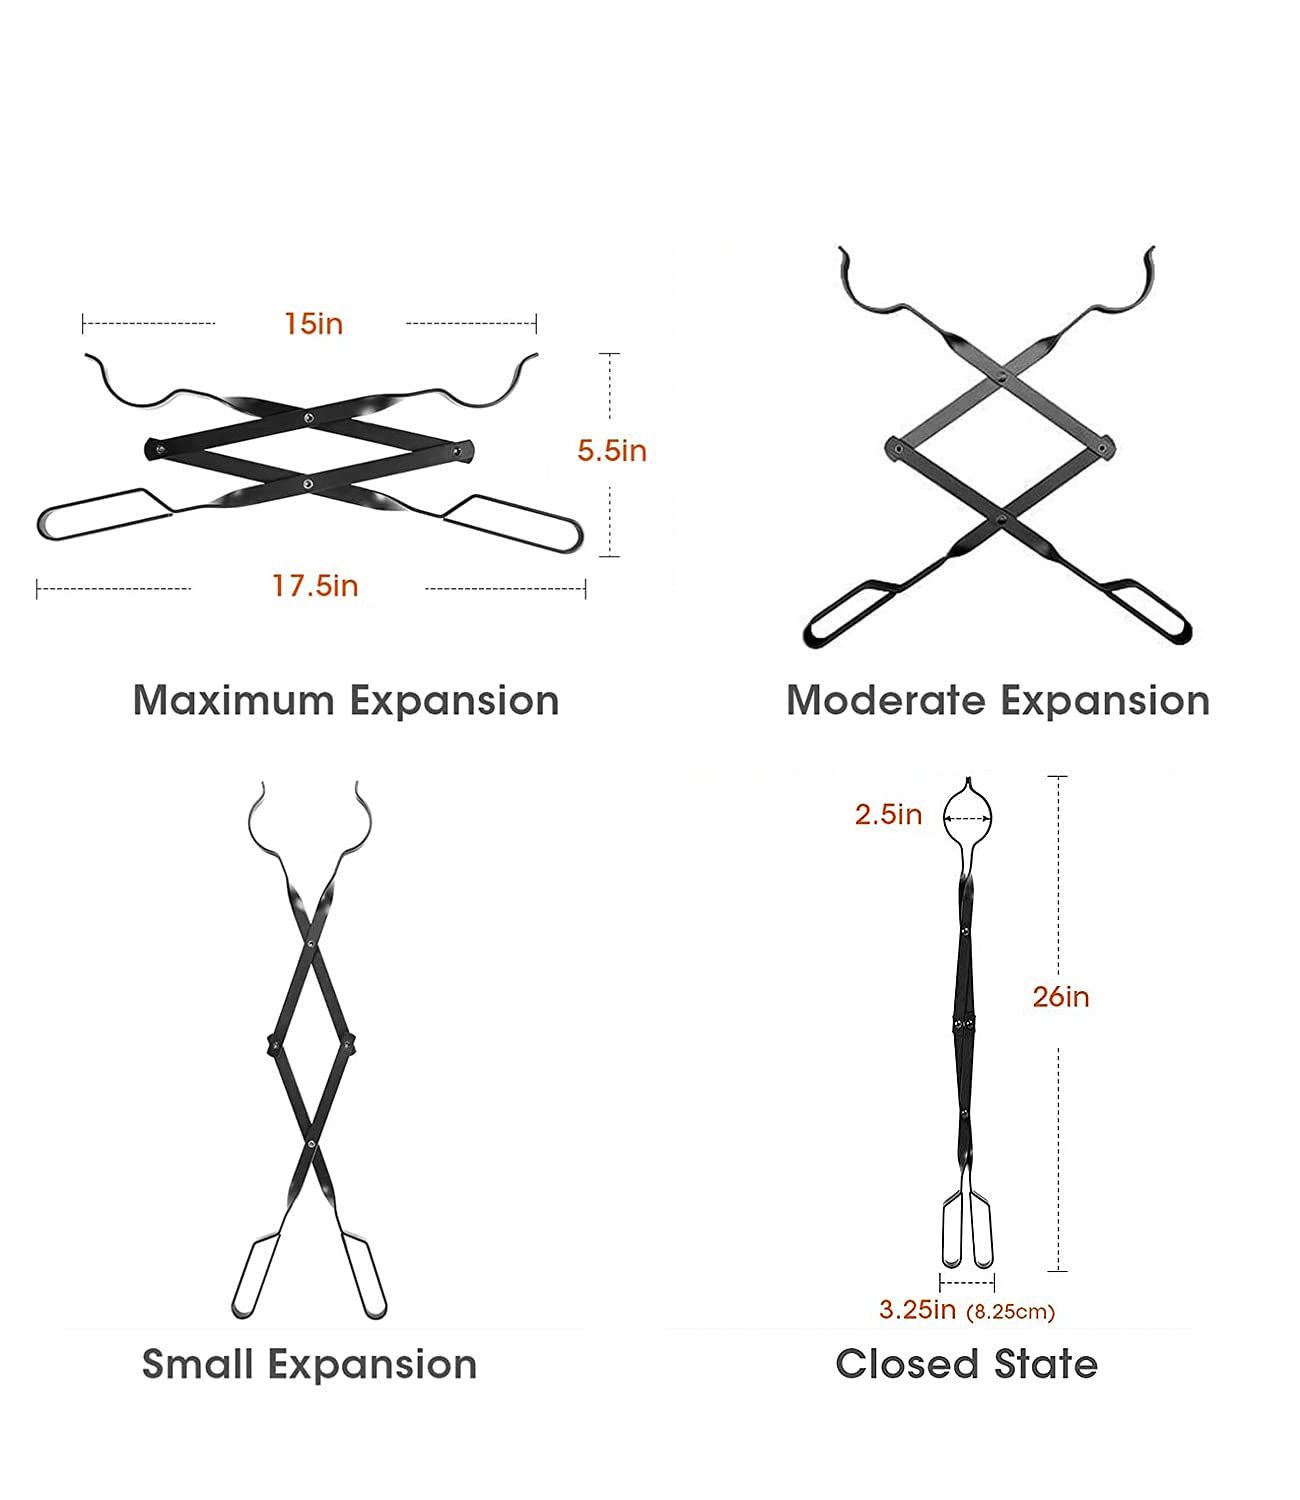 15in
5.5in
17.5in
Maximum Expansion
Moderate Expansion
2.5in
26in
3.25in (8.25cm)
Small Expansion
Closed State